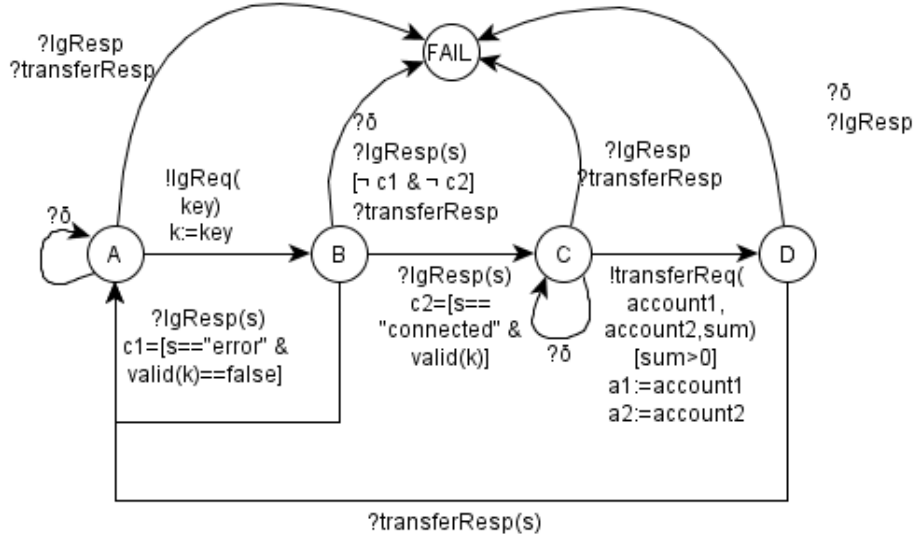 ?lgResp
?transferResp
FAIL
?δ
?lgResp
?δ
?lgResp(s)
[¬ c1 & ¬ c2]
?transferResp
?lgResp
?transferResp
!lgReq(
key)
k:=key
?δ
A
B
C
D
?lgResp(s)
c1=[s=="error" &
valid(k)==false]
?lgResp(s)
c2=[s==
"connected" &
valid(k)]
?δ
!transferReq(
account1,
account2,sum)
[sum>0]
a1:=account1
a2:=account2
?transferResp(s)